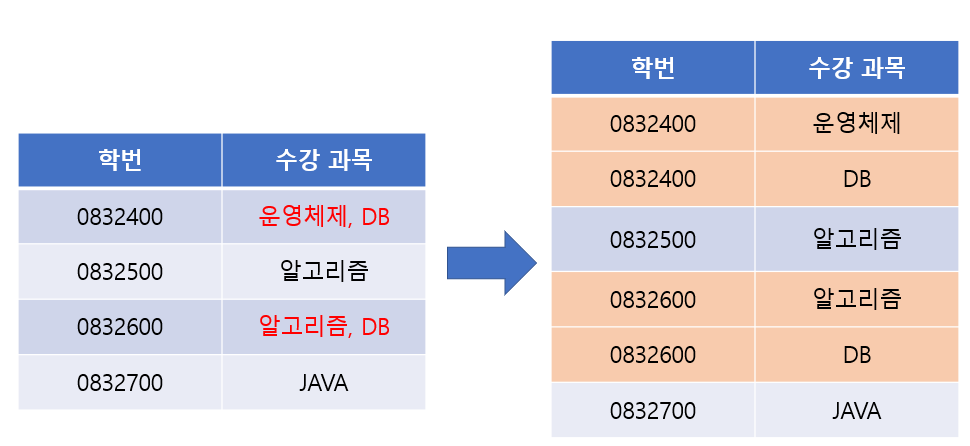 학번 수강 과목
0832400 운영체제, DB
0832500 알고리즘
0832600 알고리즘, DB
0832700 JAVA
학번 수강 과목
0832400 운영체제
0832400 DB
0832500 알고리즘
0832600 알고리즘
0832600 DB
0832700 JAVA